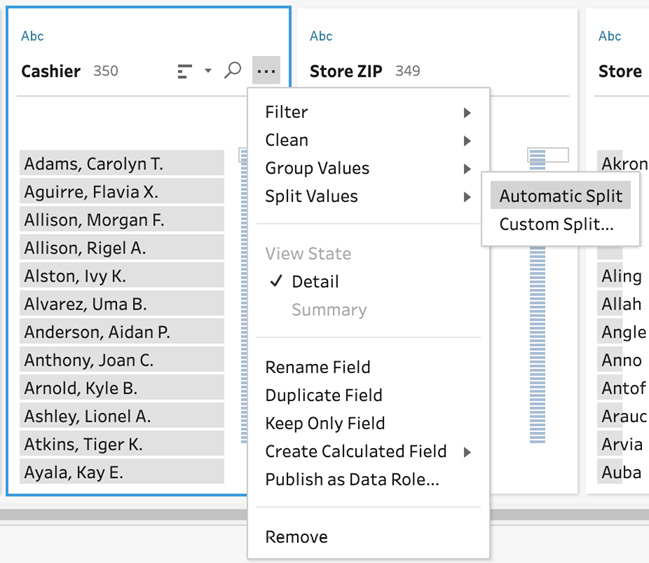 Abc
Cashier 350
Abc
Store ZIP 349
Abc
Store
Adams, Carolyn T.
Aguirre, Flavia X.
Allison, Morgan F.
Allison, Rigel A.
Alston, Ivy K.
Alvarez, Uma B.
Anderson, Aidan P.
Anthony, Joan C.
Arnold, Kyle B.
Ashley, Lionel A.
Atkins, Tiger K.
Ayala, Kay E.
Filter
Clean
Group Values
Split Values
View State
Detail
Summary
Rename Field
Duplicate Field
Keep Only Field
Create Calculated Field
Publish as Data Role...
Remove
Automatic Split
Custom Split...
Akron
Aling
Allah
Angle
Anno
Antof
Arauc
Arvia
Auba